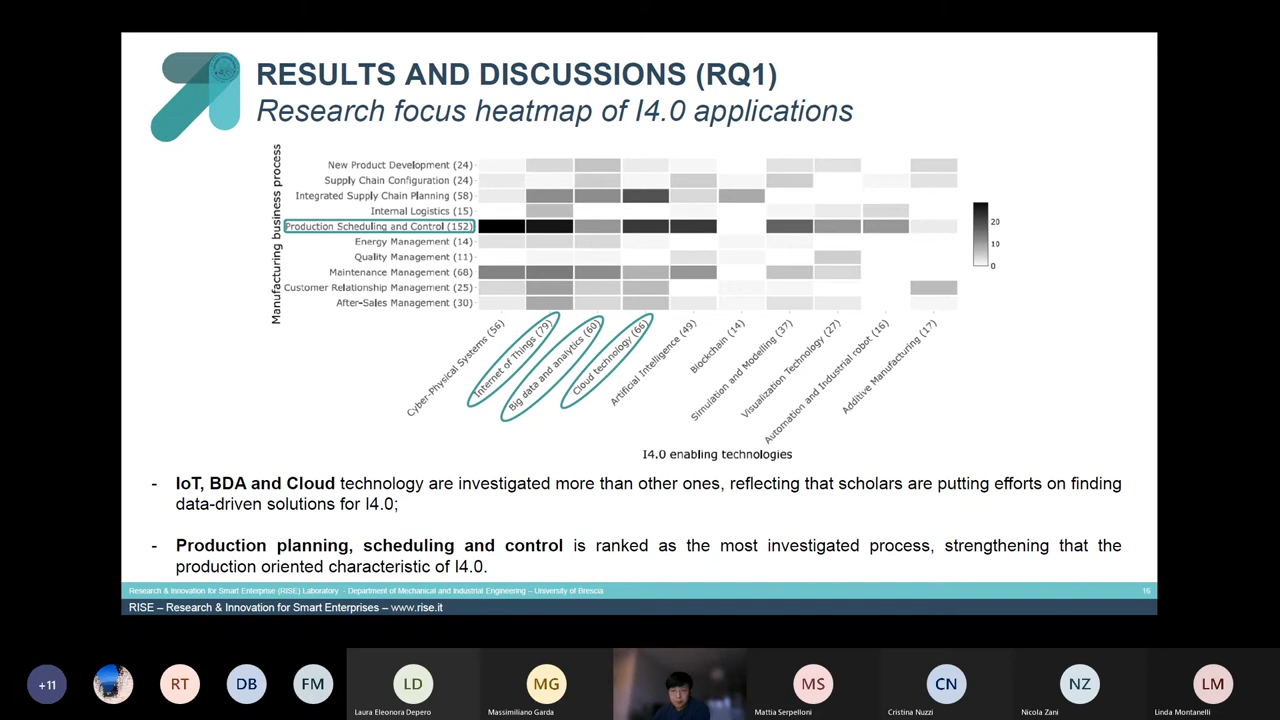 RESULTS AND DISCUSSIONS (RQ1)
Research focus heatmap of I4.0 applications
Manufacturing business process
New Product Development (24)
Supply Chain Configuration (24)
Integrated Supply Chain Planning (58)
Internal Logistics (15)
Production Scheduling and Control (152)
Energy Management (14)
Quality Management (11)
Maintenance Management (68)
Customer Relationship Management (25)
After-Sales Management (30)
20
10
0
Cyber-Physical Systems (56)
Internet of Things (79)
Big data and analytics (60)
Cloud technology (66)
Artificial Intelligence (49)
Blockchain (14)
Simulation and Modelling (37)
Visualization Technology (27)
Automation and Industrial robot (16)
Additive Manufacturing (17)
I4.0 enabling technologies
- IoT, BDA and Cloud technology are investigated more than other ones, reflecting that scholars are putting efforts on finding
data-driven solutions for I4.0;
- Production planning, scheduling and control is ranked as the most investigated process, strengthening that the
production oriented characteristic of I4.0.
Research & Innovation for Smart Enterprise (RISE) Laboratory - Department of Mechanical and Industrial Engineering – University of Brescia
16
RISE – Research & Innovation for Smart Enterprises – www.rise.it
+11
RT
DB
FM
LD
MG
MS
CN
NZ
LM
Laura Eleonora Depero
Massimiliano Garda
Mattia Serpelloni
Cristina Nuzzi
Nicola Zani
Linda Montanelli